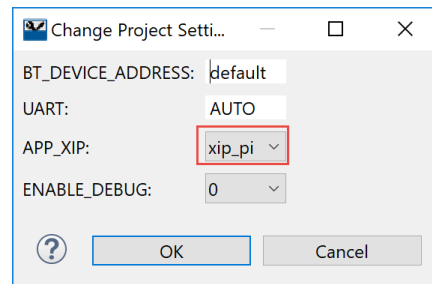 Change Project Setti...
BT_DEVICE_ADDRESS: default
UART: AUTO
APP_XIP: xip_pi
ENABLE_DEBUG: 0
? OK Cancel